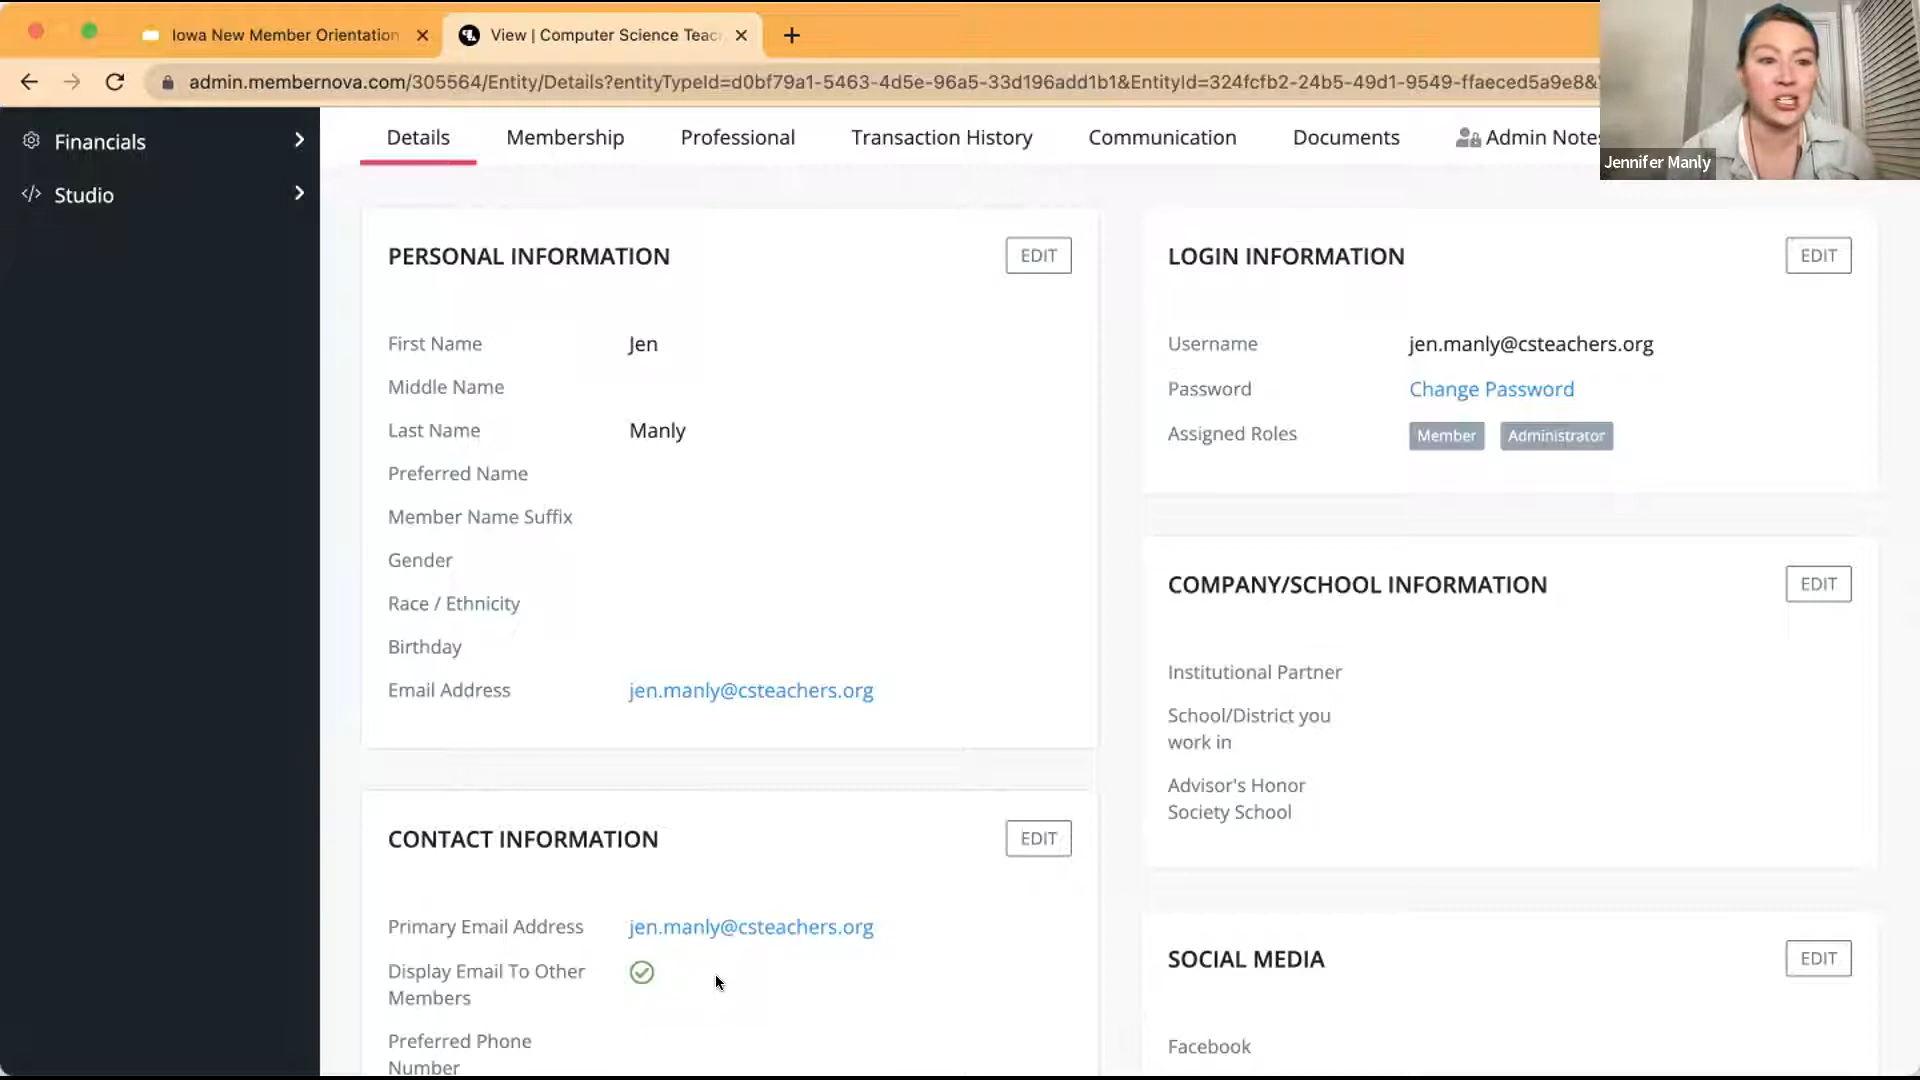 Iowa New Member Orientation
View | Computer Science Teac
admin.membernova.com/305564/Entity/Details?entityTypeId=d0bf79a1-5463-4d5e-96a5-33d196add1b1&EntityId=324fcfb2-24b5-49d1-9549-ffaeced5a9e8&
Jennifer Manly
Financials
Studio
Details
Membership
Professional
Transaction History
Communication
Documents
Admin Notes
PERSONAL INFORMATION
EDIT
First Name Jen
Middle Name
Last Name Manly
Preferred Name
Member Name Suffix
Gender
Race / Ethnicity
Birthday
Email Address jen.manly@csteachers.org
CONTACT INFORMATION
EDIT
Primary Email Address jen.manly@csteachers.org
Display Email To Other
Members
Preferred Phone
Number
LOGIN INFORMATION
EDIT
Username jen.manly@csteachers.org
Password Change Password
Assigned Roles Member Administrator
COMPANY/SCHOOL INFORMATION
EDIT
Institutional Partner
School/District you
work in
Advisor's Honor
Society School
SOCIAL MEDIA
EDIT
Facebook